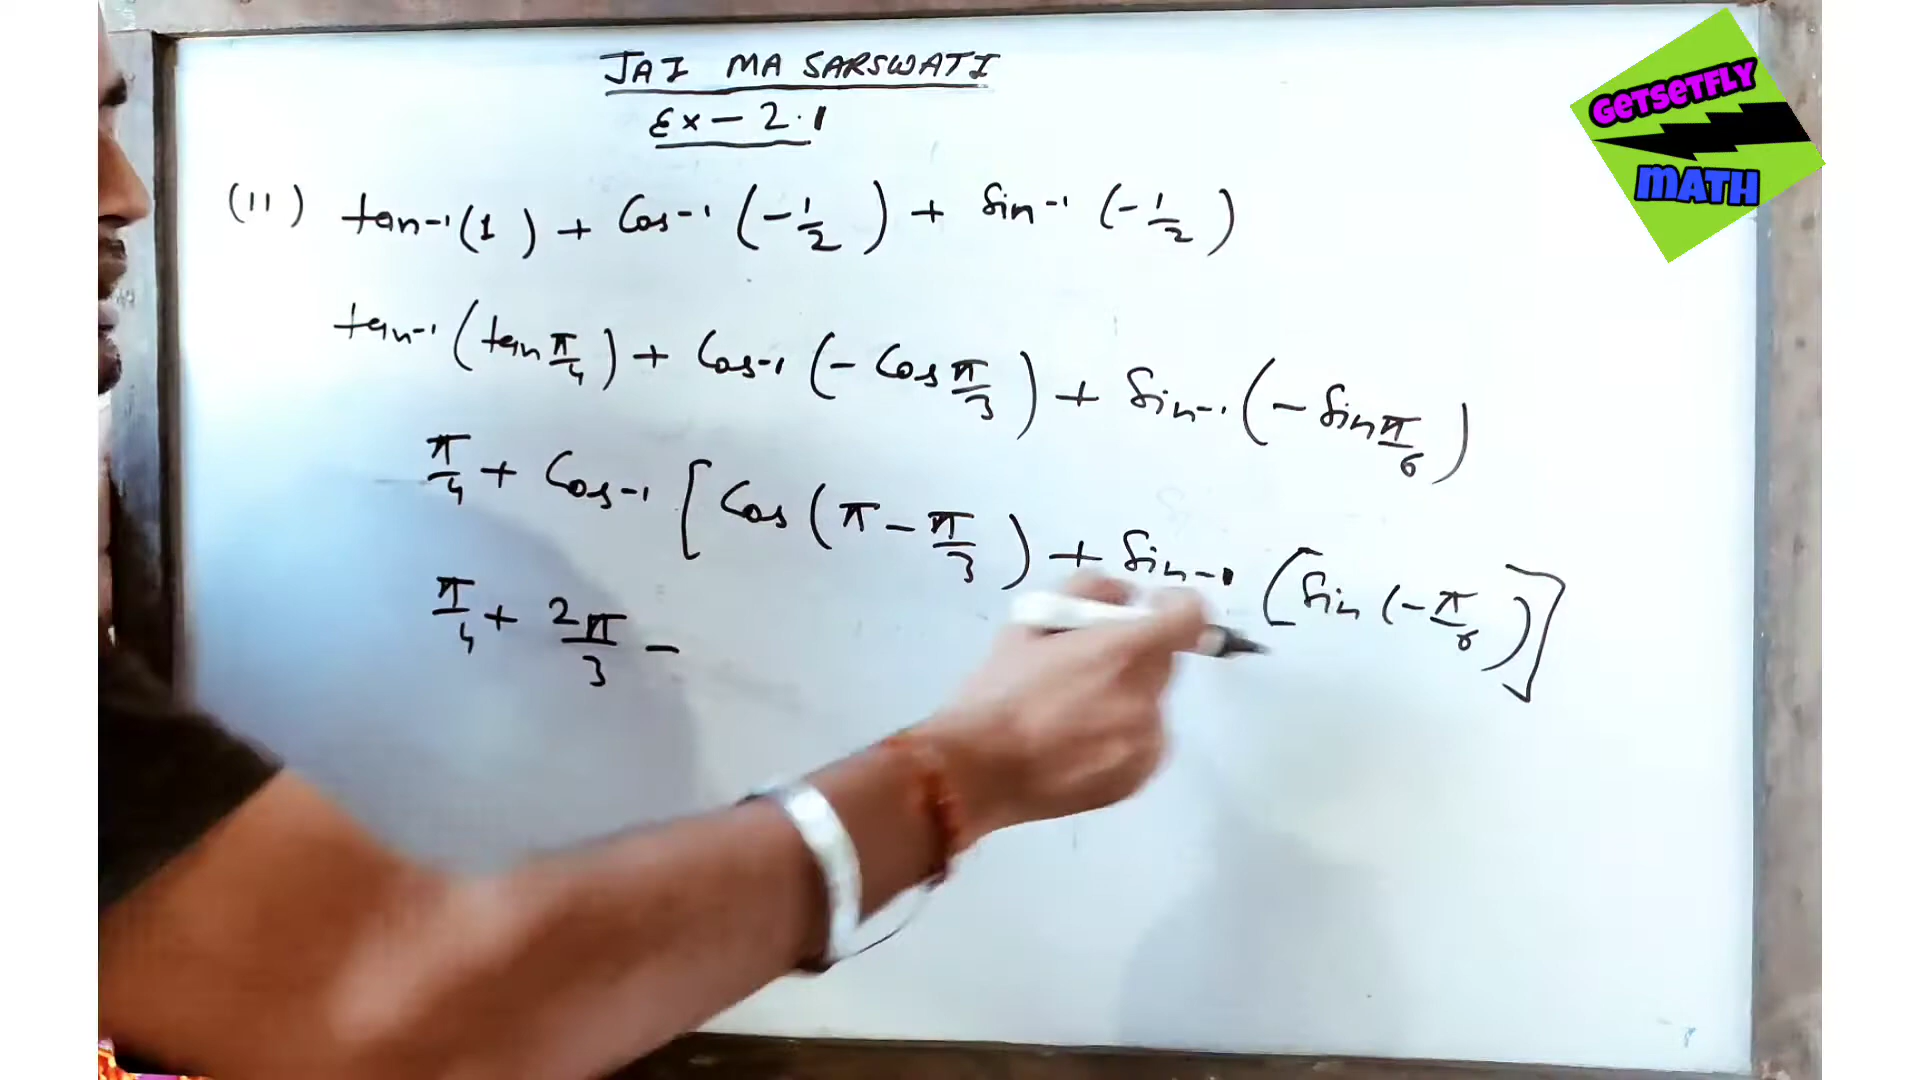 JAI MA SARSWATI
Ex - 2.1
(11) tan⁻¹(1) + Cos⁻¹(-1/2) + Sin⁻¹(-1/2)
tan⁻¹(tan π/4) + Cos⁻¹(- Cos π/3) + Sin⁻¹(- Sin π/6)
π/4 + Cos⁻¹[Cos(π - π/3) + Sin⁻¹[Sin(-π/6)]
π/4 + 2π/3 -
GETSETFLY
MATH